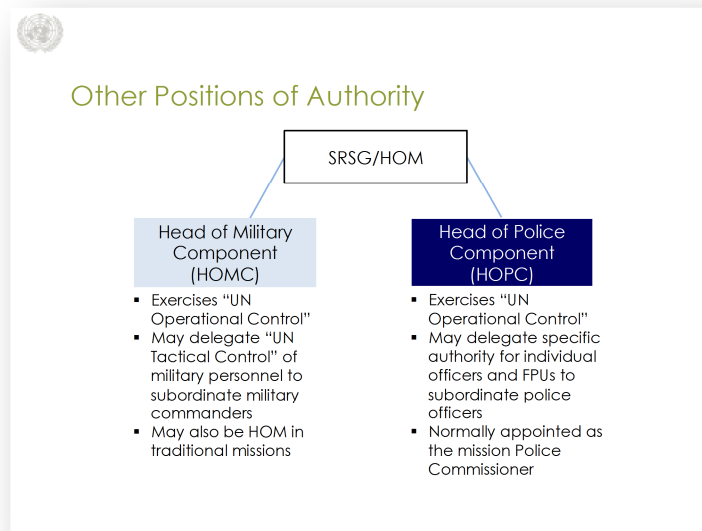 Other Positions of Authority
SRSG/HOM
Head of Military
Component
(HOMC)
▪ Exercises “UN
Operational Control”
▪ May delegate “UN
Tactical Control” of
military personnel to
subordinate military
commanders
▪ May also be HOM in
traditional missions
Head of Police
Component
(HOPC)
▪ Exercises “UN
Operational Control”
▪ May delegate specific
authority for individual
officers and FPUs to
subordinate police
officers
▪ Normally appointed as
the mission Police
Commissioner